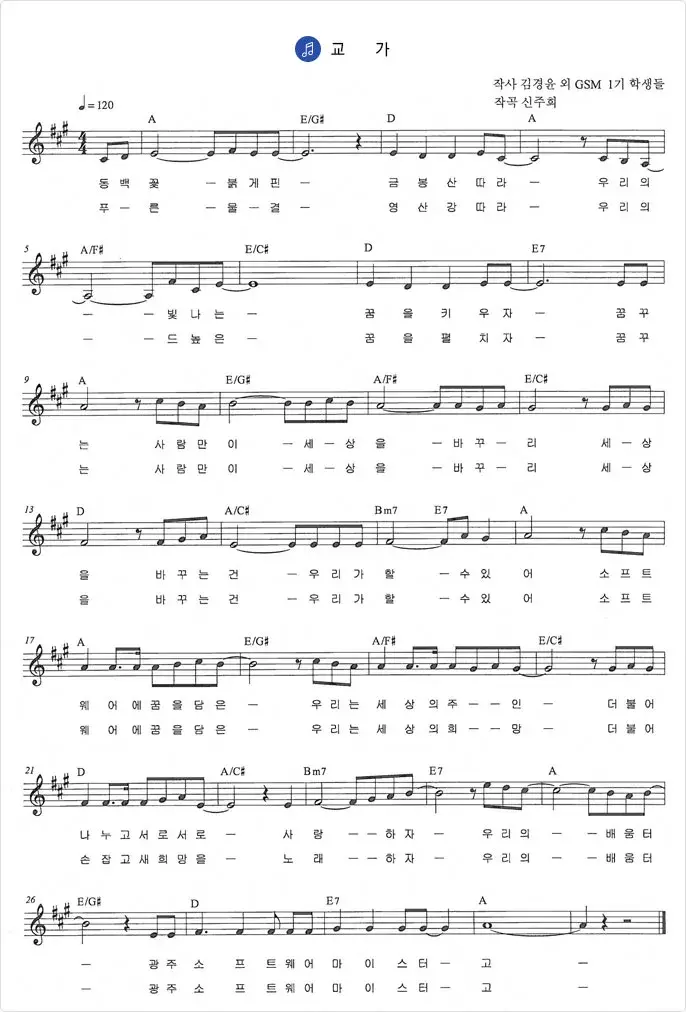 교 가
작사 김경윤 외 GSM 1기 학생들
작곡 신주희
♩=120
A E/G♯ D A
동 백 꽃 – 붉 게 핀 – 금 봉 산 따 라 – 우 리 의
푸 – 른 – 물 – 결 – 영 산 강 따 라 – 우 리 의
5 A/F♯ E/C♯ D E7
– – 빛 나 는 – 꿈 을 키 우 자 – 꿈 꾸
– – 드 높 은 – 꿈 을 펼 치 자 – 꿈 꾸
9 A E/G♯ A/F♯ E/C♯
는 사 람 만 이 – 세 – 상 을 – 바 꾸 – 리 세 – 상
는 사 람 만 이 – 세 – 상 을 – 바 꾸 – 리 세 – 상
13 D A/C♯ Bm7 E7 A
을 바 꾸 는 건 – 우 리 가 할 – 수 있 어 소 프 트
을 바 꾸 는 건 – 우 리 가 할 – 수 있 어 소 프 트
17 A E/G♯ A/F♯ E/C♯
웨 어 에 꿈 을 담 은 – 우 리 는 세 상 의 주 – – 인 – 더 불 어
웨 어 에 꿈 을 담 은 – 우 리 는 세 상 의 희 – – 망 – 더 불 어
21 D A/C♯ Bm7 E7 A
나 누 고 서 로 서 로 – – 사 랑 – – 하 자 – 우 리 의 – – 배 움 터
손 잡 고 새 희 망 을 – – 노 래 – – 하 자 – 우 리 의 – – 배 움 터
26 E/G♯ D E7 A
– 광 주 소 프 트 웨 어 마 이 스 터 – 고 –
– 광 주 소 프 트 웨 어 마 이 스 터 – 고 –